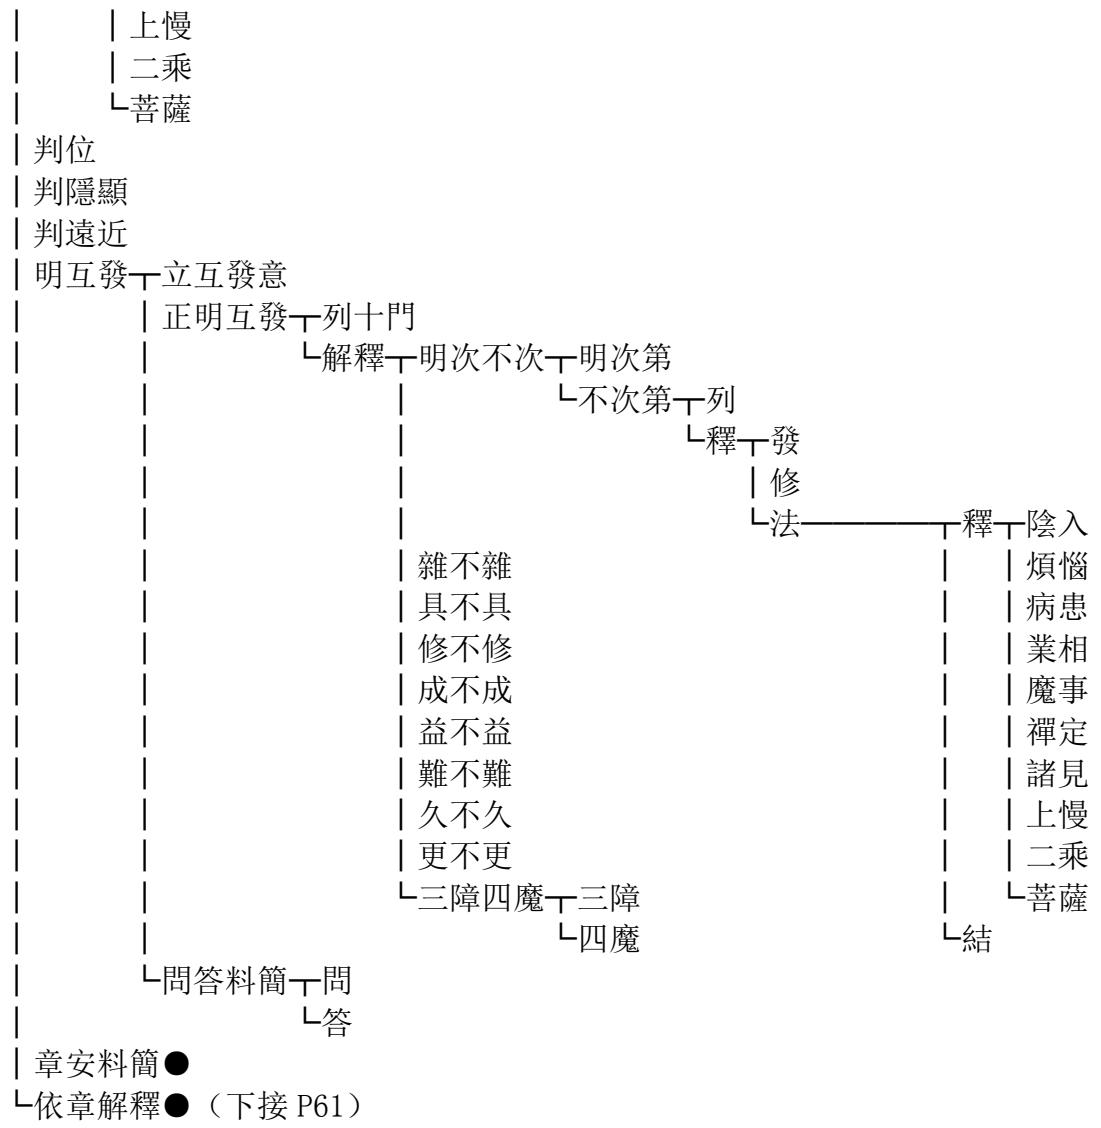 上慢
二乘
菩薩
判位
判隱顯
判遠近
明互發 立互發意
正明互發 列十門
解釋 明次不次 明次第
不次第 列
釋 發
修
法 釋 陰入
雜不雜 煩惱
具不具 病患
修不修 業相
成不成 魔事
益不益 禪定
難不難 諸見
久不久 上慢
更不更 二乘
三障四魔 三障 菩薩
四魔 結
問答料簡 問
答
章安料簡●
依章解釋●（下接 P61）